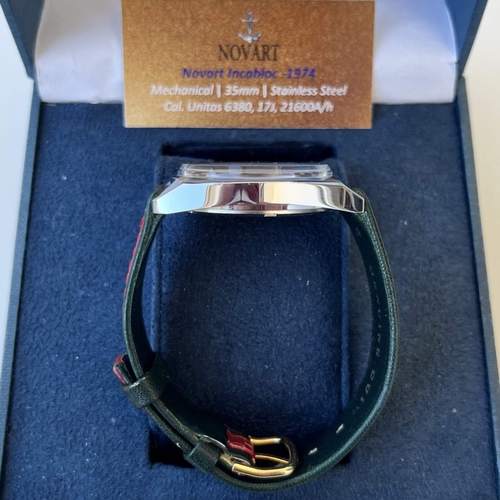 NOVART
Novart Incabloc -1974
Mechanical | 35mm | Stainless Steel
Cal. Unitas 6380, 17J, 21600A/h